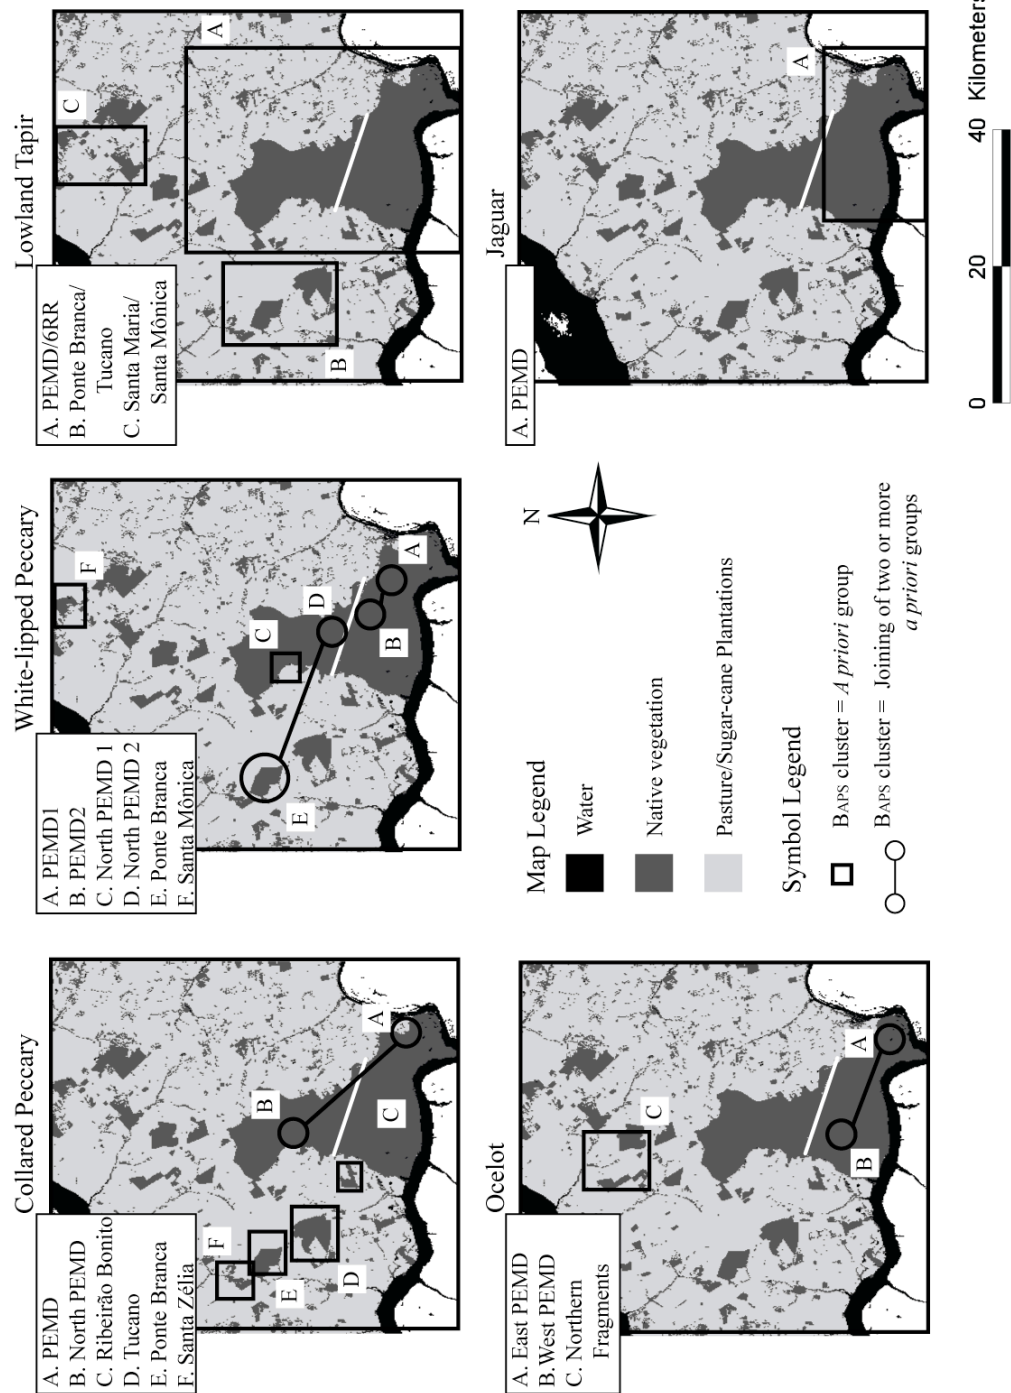 Collared Peccary
A. PEMD
B. North PEMD
C. Ribeirão Bonito
D. Tucano
E. Ponte Branca
F. Santa Zélia
A
B
C
D
E
F
White-lipped Peccary
A. PEMD1
B. PEMD2
C. North PEMD 1
D. North PEMD 2
E. Ponte Branca
F. Santa Mônica
A
B
C
D
E
F
Lowland Tapir
A. PEMD/6RR
B. Ponte Branca/
Tucano
C. Santa Maria/
Santa Mônica
A
B
C
Ocelot
A. East PEMD
B. West PEMD
C. Northern
Fragments
A
B
C
Map Legend
Water
Native vegetation
Pasture/Sugar-cane Plantations
Symbol Legend
BAPS cluster = A priori group
BAPS cluster = Joining of two or more
a priori groups
N
Jaguar
A. PEMD
A
0 20 40 Kilometers